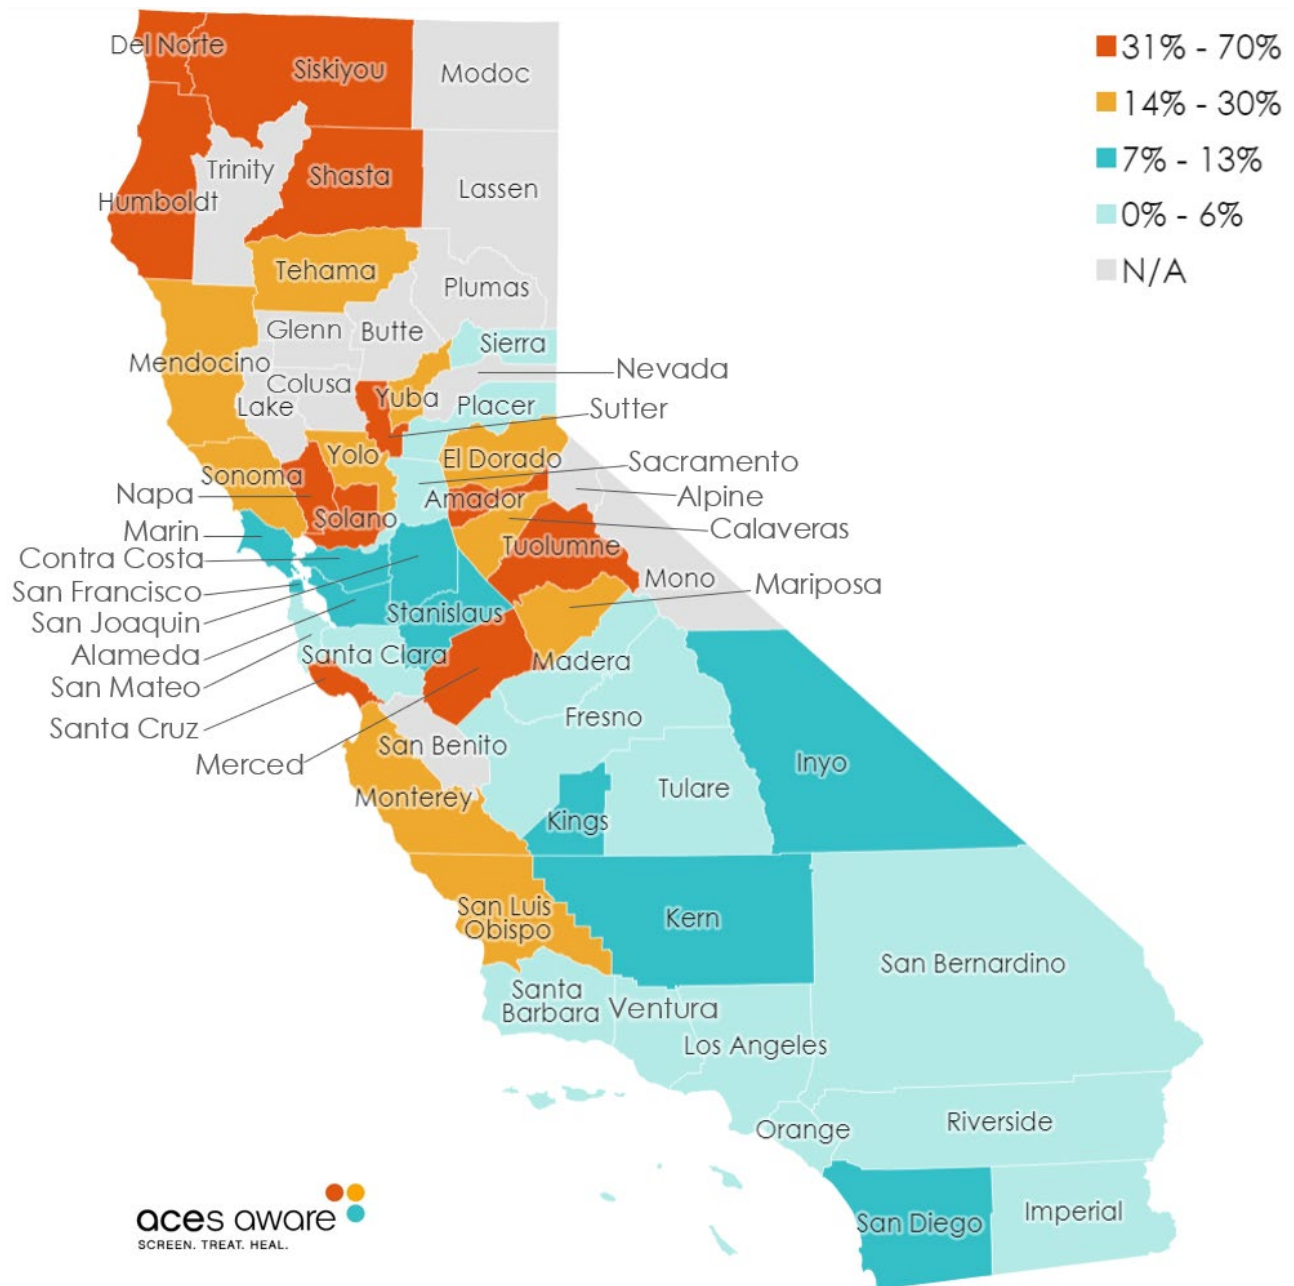 31% - 70%
14% - 30%
7% - 13%
0% - 6%
N/A
Del Norte
Siskiyou
Modoc
Trinity
Shasta
Lassen
Humboldt
Tehama
Plumas
Glenn
Butte
Sierra
Mendocino
Nevada
Colusa
Yuba
Lake
Placer
Sutter
Yolo
El Dorado
Sacramento
Sonoma
Napa
Amador
Alpine
Solano
Marin
Calaveras
Contra Costa
Tuolumne
Mono
Mariposa
San Francisco
San Joaquin
Stanislaus
Alameda
Santa Clara
Madera
San Mateo
Fresno
Santa Cruz
San Benito
Merced
Inyo
Monterey
Tulare
Kings
San Luis
Obispo
Kern
San Bernardino
Santa
Barbara
Ventura
Los Angeles
Orange
Riverside
Imperial
San Diego
aces aware
SCREEN. TREAT. HEAL.